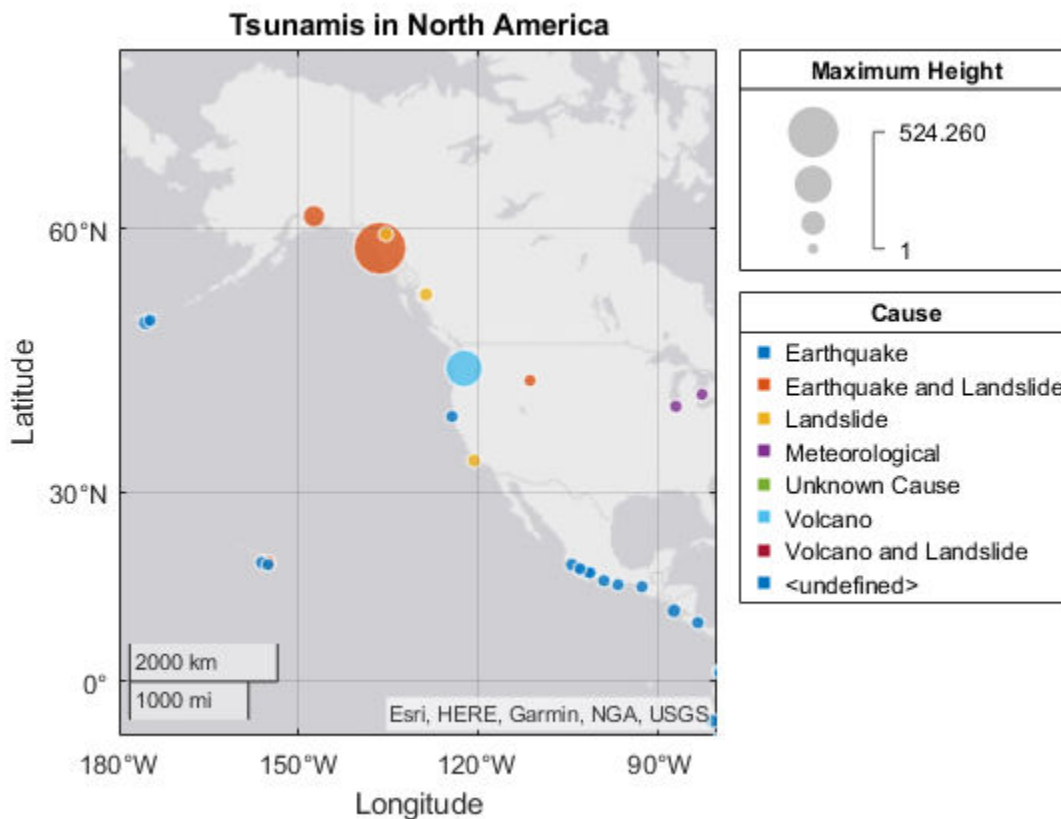 Tsunamis in North America
Maximum Height
524.260
1
Cause
Earthquake
Earthquake and Landslide
Landslide
Meteorological
Unknown Cause
Volcano
Volcano and Landslide
<undefined>
60°N
30°N
0°
Latitude
2000 km
1000 mi
Esri, HERE, Garmin, NGA, USGS
180°W
150°W
120°W
90°W
Longitude